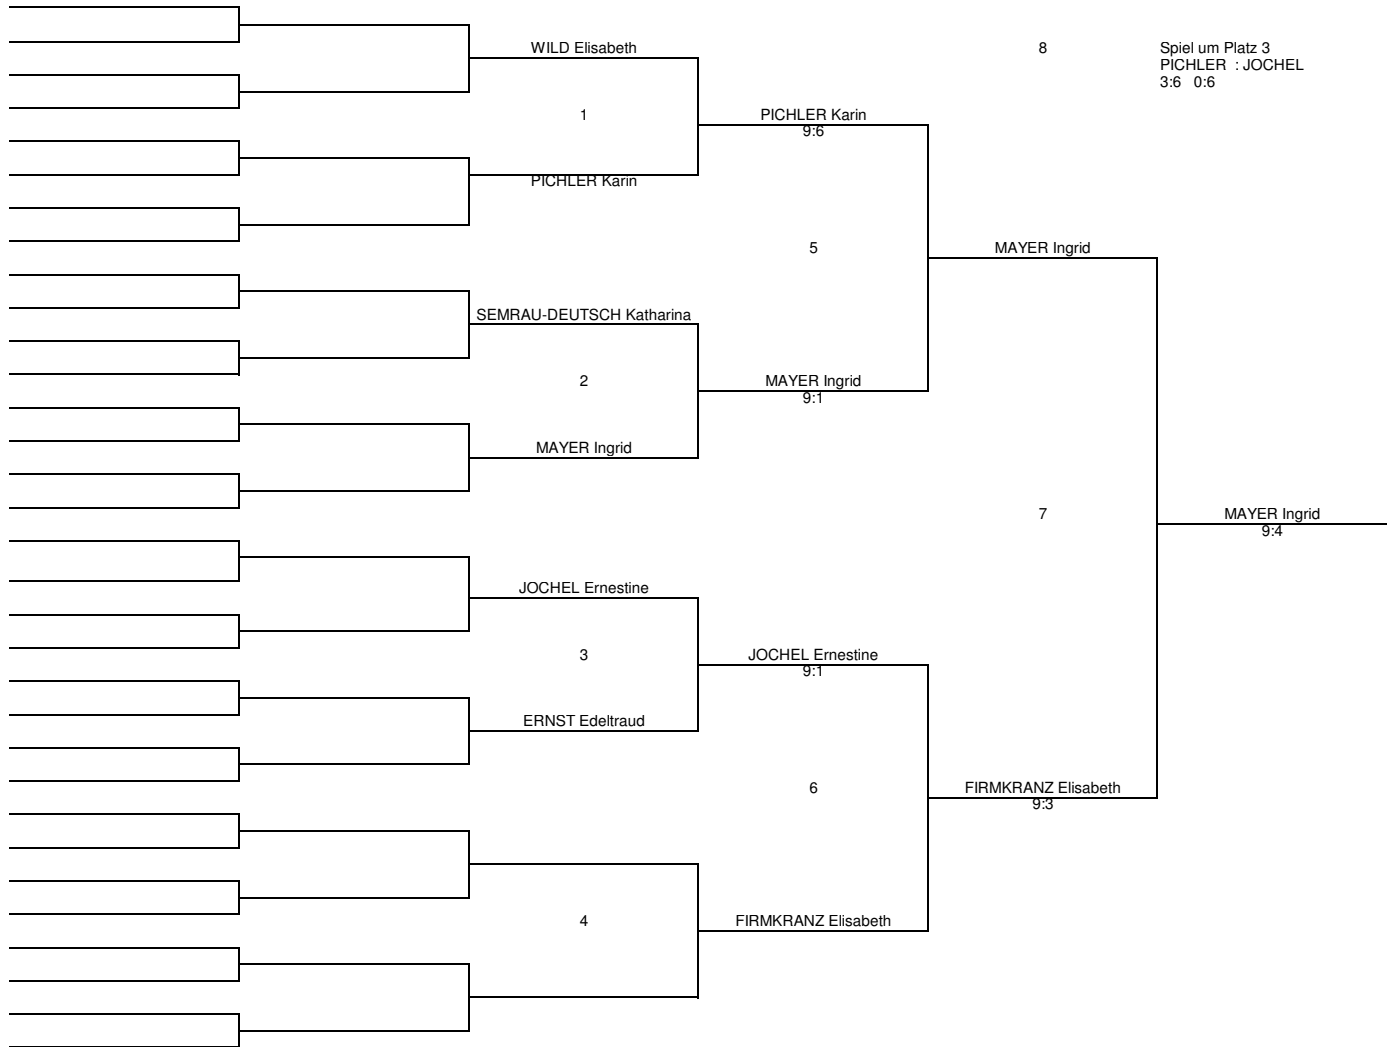 WILD Elisabeth
8
Spiel um Platz 3
PICHLER : JOCHEL
3:6 0:6
1
PICHLER Karin
9:6
PICHLER Karin
5
MAYER Ingrid
SEMRAU-DEUTSCH Katharina
2
MAYER Ingrid
9:1
MAYER Ingrid
7
MAYER Ingrid
9:4
JOCHEL Ernestine
3
JOCHEL Ernestine
9:1
ERNST Edeltraud
6
FIRMKRANZ Elisabeth
9:3
4
FIRMKRANZ Elisabeth